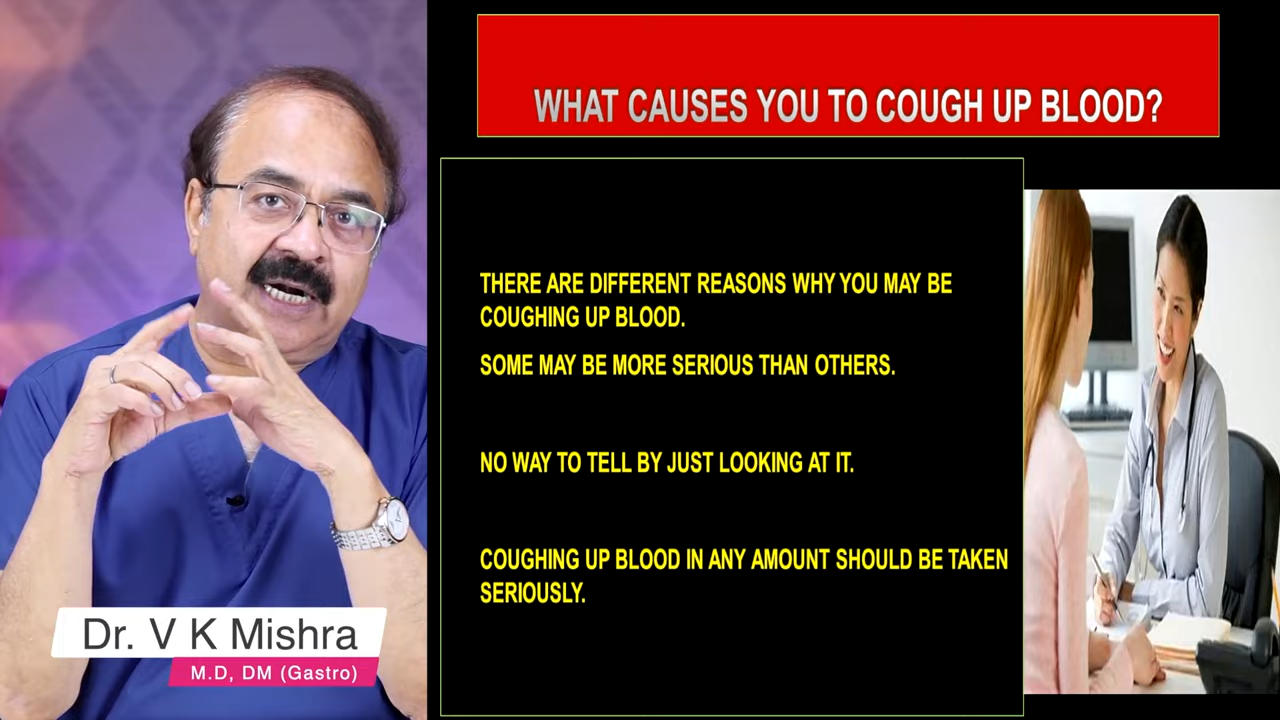 WHAT CAUSES YOU TO COUGH UP BLOOD?
THERE ARE DIFFERENT REASONS WHY YOU MAY BE
COUGHING UP BLOOD.
SOME MAY BE MORE SERIOUS THAN OTHERS.
NO WAY TO TELL BY JUST LOOKING AT IT.
COUGHING UP BLOOD IN ANY AMOUNT SHOULD BE TAKEN
SERIOUSLY.
Dr. V K Mishra
M.D, DM (Gastro)